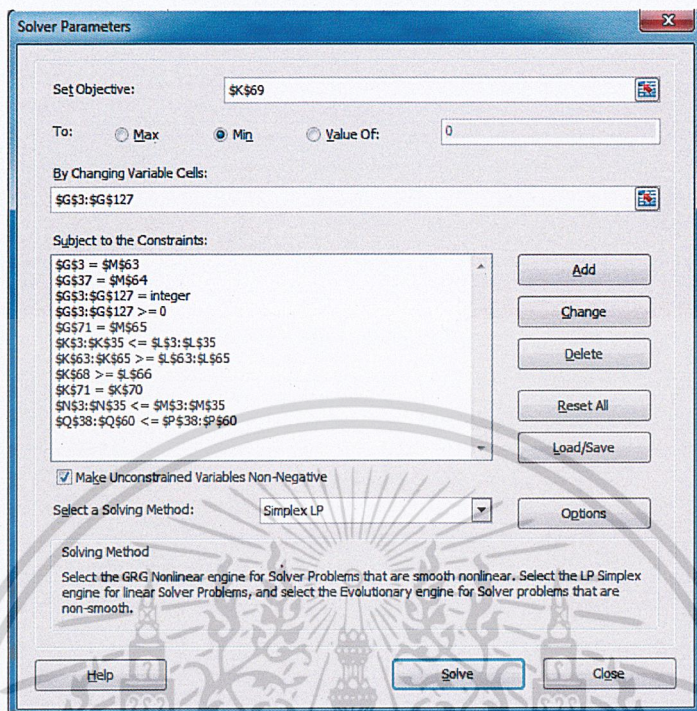 Solver Parameters
Set Objective: $K$69
To: Max Min Value Of: 0
By Changing Variable Cells:
$G$3:$G$127
Subject to the Constraints:
$G$3 = $M$63
$G$37 = $M$64
$G$3:$G$127 = integer
$G$3:$G$127 >= 0
$G$71 = $M$65
$K$3:$K$35 <= $L$3:$L$35
$K$63:$K$65 >= $L$63:$L$65
$K$68 >= $L$66
$K$71 = $K$70
$N$3:$N$35 <= $M$3:$M$35
$Q$38:$Q$60 <= $P$38:$P$60
Add
Change
Delete
Reset All
Load/Save
Make Unconstrained Variables Non-Negative
Select a Solving Method: Simplex LP Options
Solving Method
Select the GRG Nonlinear engine for Solver Problems that are smooth nonlinear. Select the LP Simplex
engine for linear Solver Problems, and select the Evolutionary engine for Solver problems that are
non-smooth.
Help Solve Close